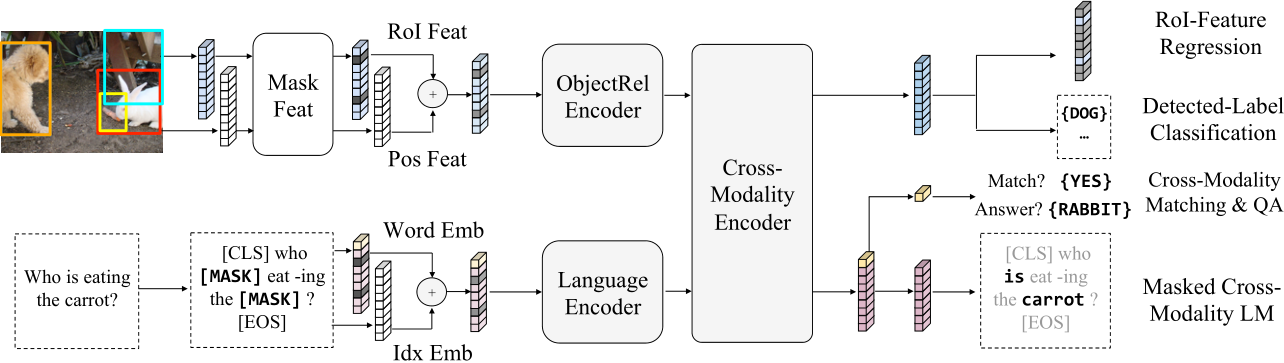 RoI Feat
Mask
Feat
+
Pos Feat
ObjectRel
Encoder
Cross-
Modality
Encoder
RoI-Feature
Regression
{DOG}
…
Detected-Label
Classification
Match? {YES}
Answer? {RABBIT}
Cross-Modality
Matching & QA
Who is eating
the carrot?
[CLS] who
[MASK] eat -ing
the [MASK] ?
[EOS]
Word Emb
+
Idx Emb
Language
Encoder
[CLS] who
is eat -ing
the carrot ?
[EOS]
Masked Cross-
Modality LM